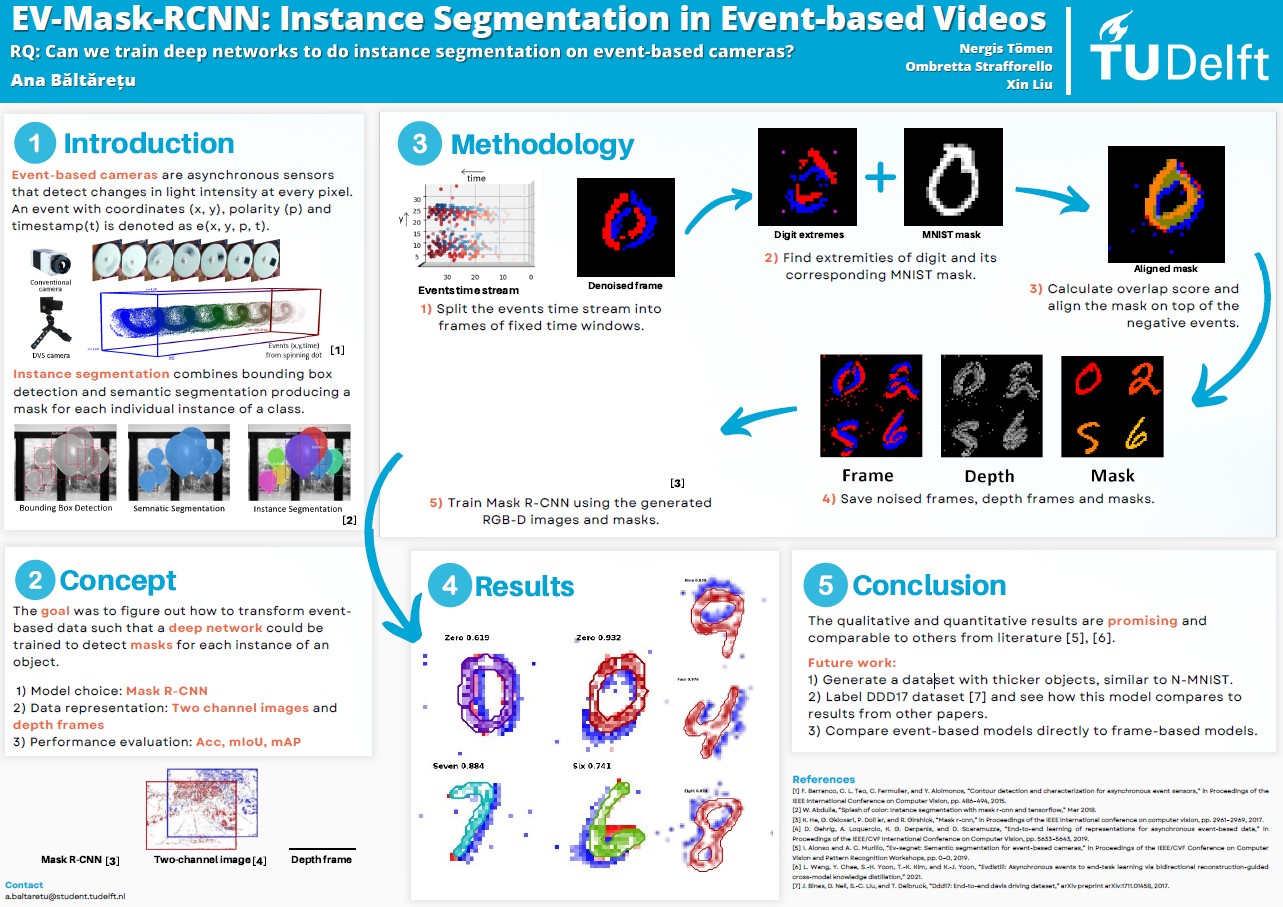 EV-Mask-RCNN: Instance Segmentation in Event-based Videos
RQ: Can we train deep networks to do instance segmentation on event-based cameras?
Ana Băltărețu
Nergis Tömen
Ombretta Strafforello
Xin Liu
TUDelft
1 Introduction
Event-based cameras are asynchronous sensors
that detect changes in light intensity at every pixel.
An event with coordinates (x, y), polarity (p) and
timestamp(t) is denoted as e(x, y, p, t).
Conventional
camera
DVS camera
Events (x,y,time)
from spinning dot
[1]
Instance segmentation combines bounding box
detection and semantic segmentation producing a
mask for each individual instance of a class.
Bounding Box Detection
Semnatic Segmentation
Instance Segmentation
[2]
2 Concept
The goal was to figure out how to transform event-
based data such that a deep network could be
trained to detect masks for each instance of an
object.
1) Model choice: Mask R-CNN
2) Data representation: Two channel images and
depth frames
3) Performance evaluation: Acc, mIoU, mAP
Mask R-CNN [3]
Two-channel image [4]
Depth frame
Contact
a.baltaretu@student.tudelft.nl
3 Methodology
time
y
30
25
20
15
10
5
30 20 10 0
Events time stream
Denoised frame
1) Split the events time stream into
frames of fixed time windows.
Digit extremes
+
MNIST mask
2) Find extremities of digit and its
corresponding MNIST mask.
Aligned mask
3) Calculate overlap score and
align the mask on top of the
negative events.
Frame
Depth
Mask
4) Save noised frames, depth frames and masks.
[3]
5) Train Mask R-CNN using the generated
RGB-D images and masks.
4 Results
Zero 0.619
Zero 0.932
Seven 0.884
Six 0.741
5 Conclusion
The qualitative and quantitative results are promising and
comparable to others from literature [5], [6].
Future work:
1) Generate a dataset with thicker objects, similar to N-MNIST.
2) Label DDD17 dataset [7] and see how this model compares to
results from other papers.
3) Compare event-based models directly to frame-based models.
References
[1] F. Barranco, C. L. Teo, C. Fermuller, and Y. Aloimonos, "Contour detection and characterization for asynchronous event sensors," in Proceedings of the
IEEE International Conference on Computer Vision, pp. 486–494, 2015.
[2] W. Abdulla, "Splash of color: Instance segmentation with mask r-cnn and tensorflow," Mar 2018.
[3] K. He, G. Gkioxari, P. Doll ́ar, and R. Girshick, "Mask r-cnn," in Proceedings of the IEEE international conference on computer vision, pp. 2961–2969, 2017.
[4] D. Gehrig, A. Loquercio, K. G. Derpanis, and D. Scaramuzza, "End-to-end learning of representations for asynchronous event-based data," in
Proceedings of the IEEE/CVF International Conference on Computer Vision, pp. 5633–5643, 2019.
[5] I. Alonso and A. C. Murillo, "Ev-segnet: Semantic segmentation for event-based cameras," in Proceedings of the IEEE/CVF Conference on Computer
Vision and Pattern Recognition Workshops, pp. 0–0, 2019.
[6] L. Wang, Y. Chae, S.-H. Yoon, T.-K. Kim, and K.-J. Yoon, "Evdistill: Asynchronous events to end-task learning via bidirectional reconstruction-guided
cross-modal knowledge distillation," 2021.
[7] J. Binas, D. Neil, S.-C. Liu, and T. Delbruck, "Ddd17: End-to-end davis driving dataset," arXiv preprint arXiv:1711.01458, 2017.